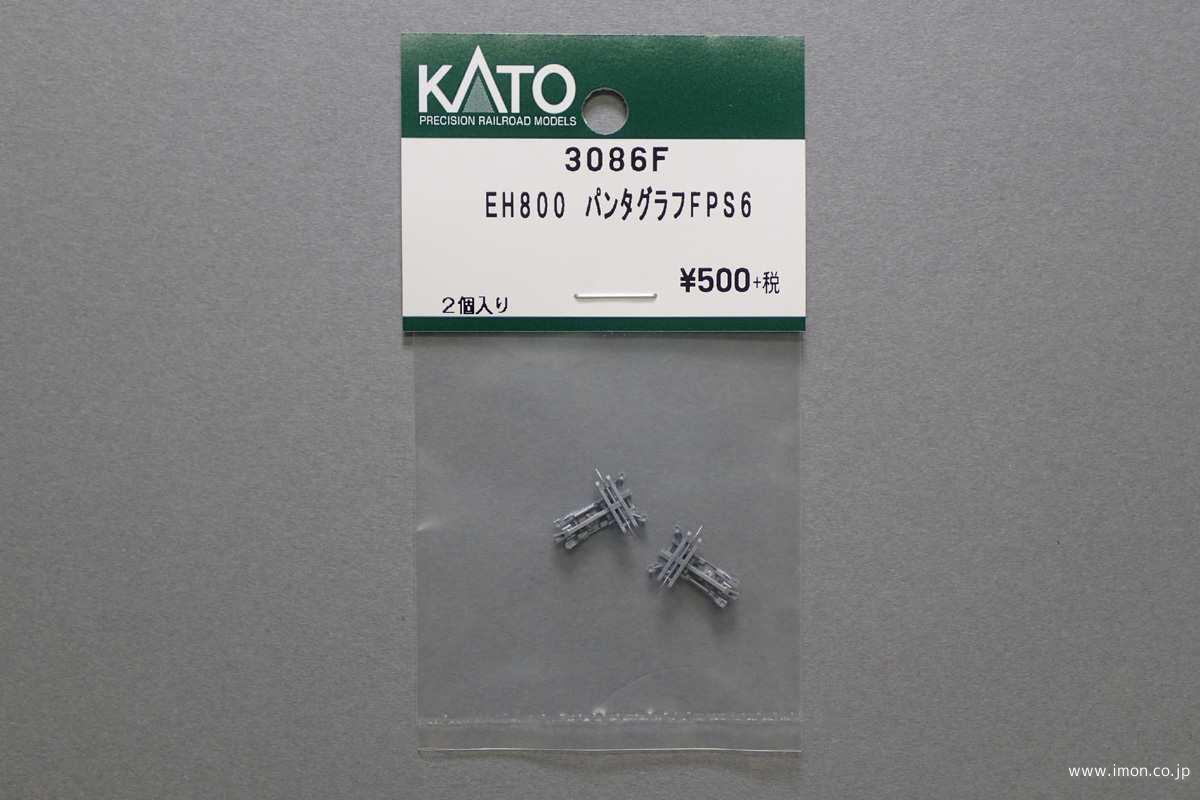 KATO
PRECISION RAILROAD MODELS
3086F
EH800 パンタグラフFPS6
¥500+税
2個入り
www.imon.co.jp